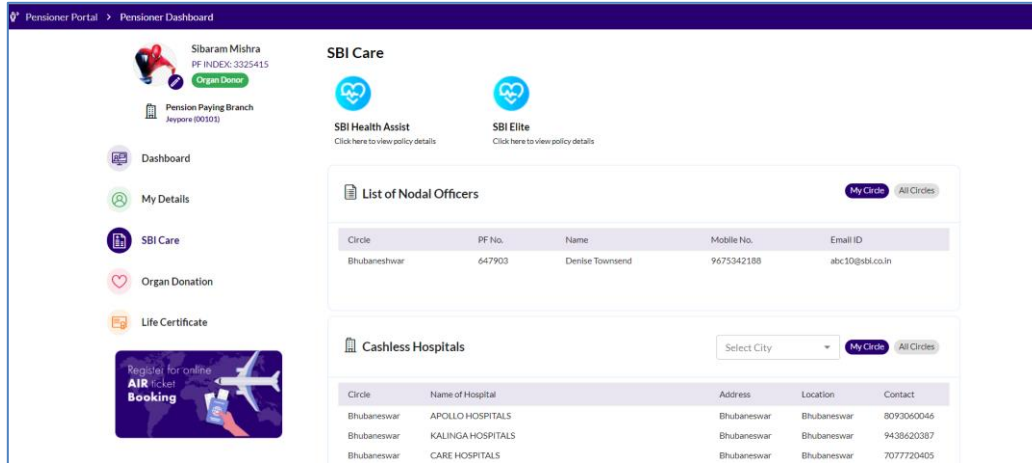 Pensioner Portal > Pensioner Dashboard
Sibaram Mishra
PF INDEX: 3325415
Organ Donor
Pension Paying Branch
Jeypore (00101)
Dashboard
My Details
SBI Care
Organ Donation
Life Certificate
Register for online
AIR ticket
Booking
SBI Care
SBI Health Assist
Click here to view policy details
SBI Elite
Click here to view policy details
List of Nodal Officers
My Circle All Circles
Circle PF No. Name Mobile No. Email ID
Bhubaneshwar 647903 Denise Townsend 9675342188 abc10@sbi.co.in
Cashless Hospitals
Select City My Circle All Circles
Circle Name of Hospital Address Location Contact
Bhubaneswar APOLLO HOSPITALS Bhubaneswar Bhubaneswar 8093060046
Bhubaneswar KALINGA HOSPITALS Bhubaneswar Bhubaneswar 9438620387
Bhubaneswar CARE HOSPITALS Bhubaneswar Bhubaneswar 7077720405